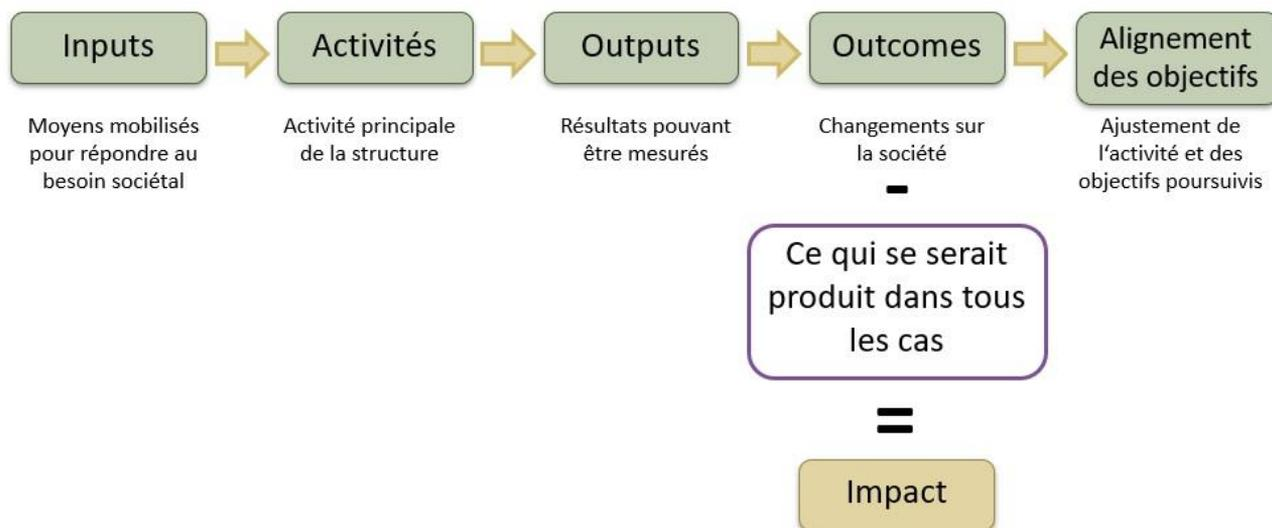 Inputs
Activités
Outputs
Outcomes
Alignement
des objectifs
Moyens mobilisés
pour répondre au
besoin sociétal
Activité principale
de la structure
Résultats pouvant
être mesurés
Changements sur
la société
Ajustement de
l'activité et des
objectifs poursuivis
-
Ce qui se serait
produit dans tous
les cas
=
Impact